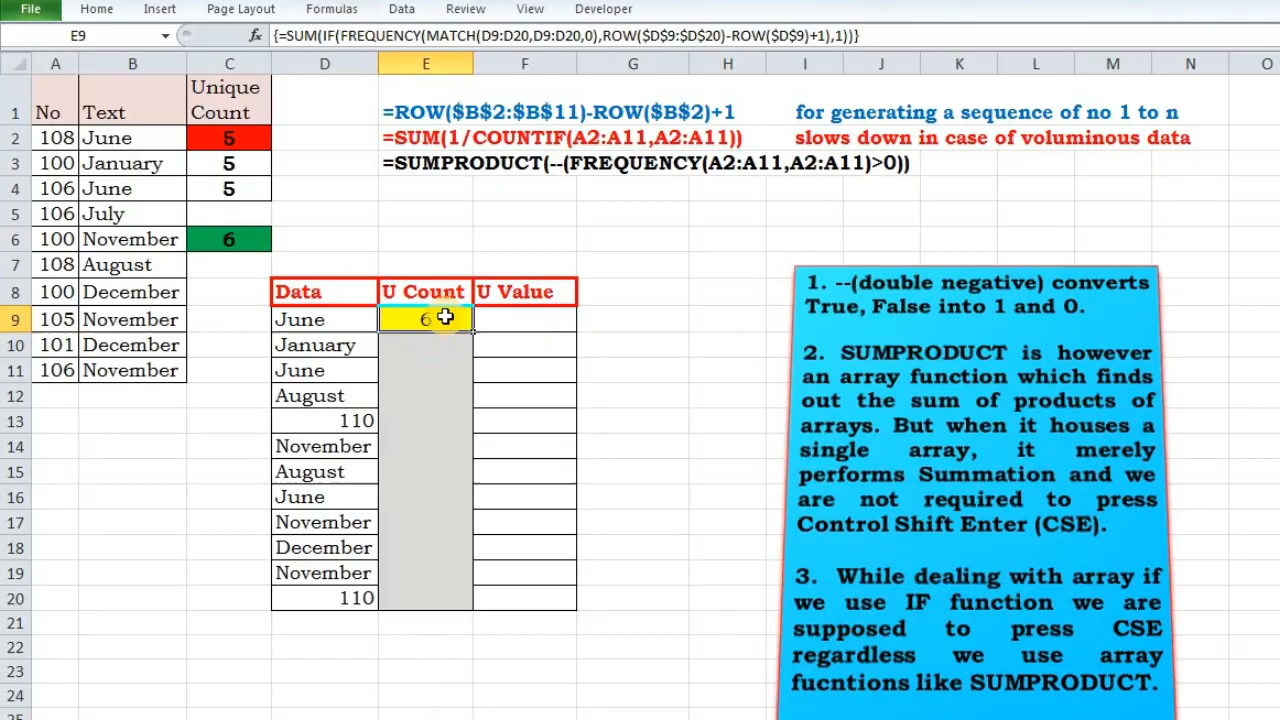 File Home Insert Page Layout Formulas Data Review View Developer
E9 fx {=SUM(IF(FREQUENCY(MATCH(D9:D20,D9:D20,0),ROW($D$9:$D$20)-ROW($D$9)+1),1))}
A B C D E F G H I J K L M N O
1 No Text Unique Count =ROW($B$2:$B$11)-ROW($B$2)+1 for generating a sequence of no 1 to n
2 108 June 5 =SUM(1/COUNTIF(A2:A11,A2:A11)) slows down in case of voluminous data
3 100 January 5 =SUMPRODUCT(--(FREQUENCY(A2:A11,A2:A11)>0))
4 106 June 5
5 106 July
6 100 November 6
7 108 August
8 100 December Data U Count U Value
9 105 November June 6
10 101 December January
11 106 November June
12 August
13 110
14 November
15 August
16 June
17 November
18 December
19 November
20 110
21
22
23
24
25
1. --(double negative) converts
True, False into 1 and 0.
2. SUMPRODUCT is however
an array function which finds
out the sum of products of
arrays. But when it houses a
single array, it merely
performs Summation and we
are not required to press
Control Shift Enter (CSE).
3. While dealing with array if
we use IF function we are
supposed to press CSE
regardless we use array
fucntions like SUMPRODUCT.